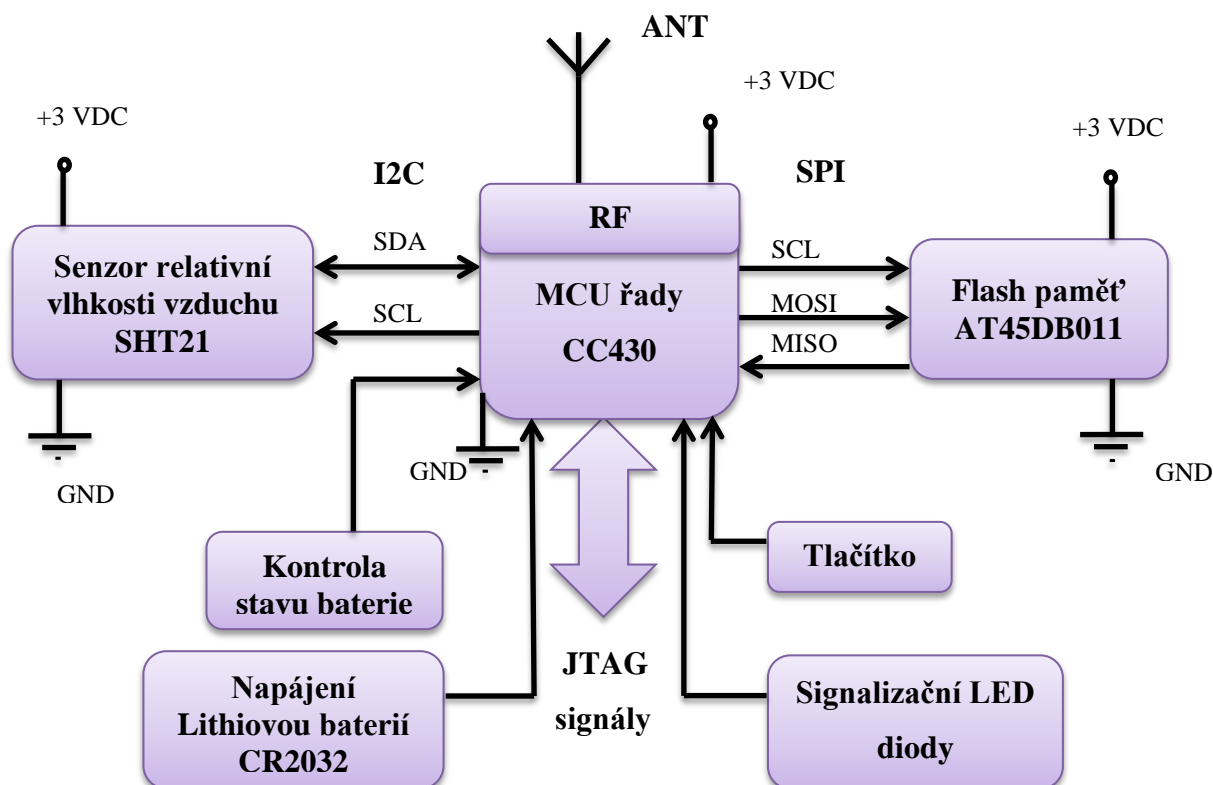 ANT
+3 VDC
+3 VDC
+3 VDC
I2C
SPI
RF
SDA
SCL
Senzor relativní
vlhkosti vzduchu
SHT21
MCU řady
CC430
SCL
MOSI
MISO
Flash paměť
AT45DB011
GND
GND
GND
Kontrola
stavu baterie
Tlačítko
JTAG
signály
Napájení
Lithiovou baterií
CR2032
Signalizační LED
diody